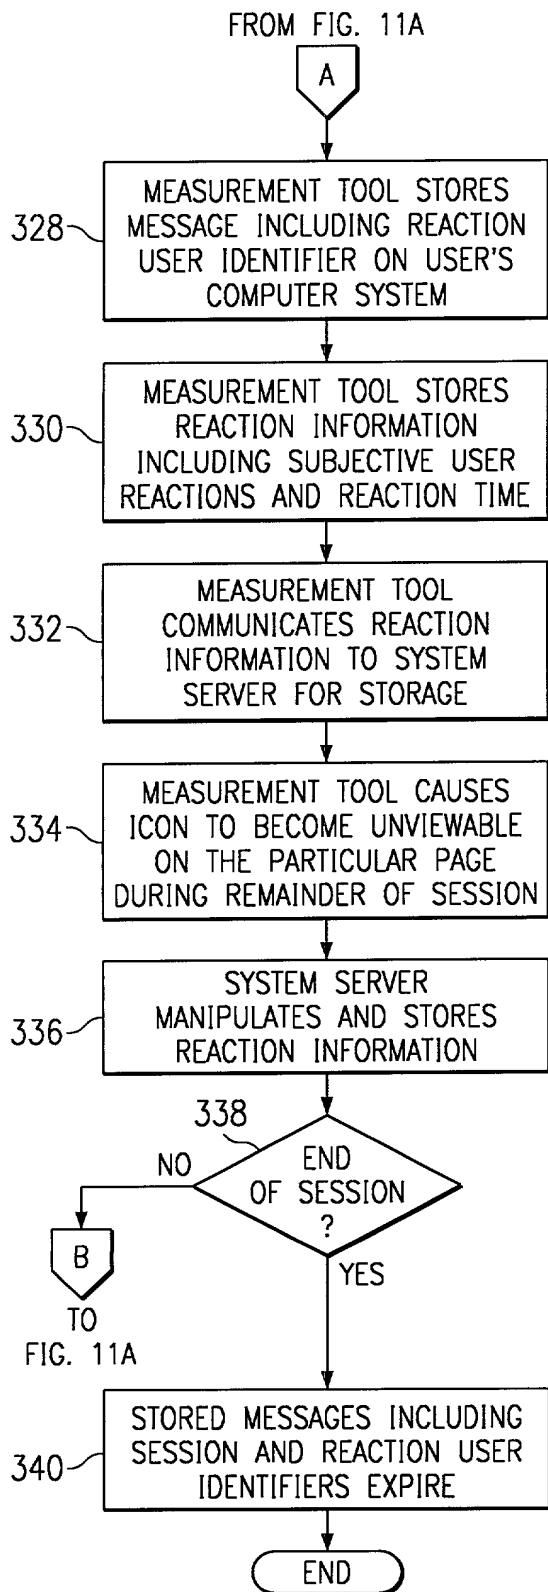 FROM FIG. 11A
A
328
MEASUREMENT TOOL STORES
MESSAGE INCLUDING REACTION
USER IDENTIFIER ON USER'S
COMPUTER SYSTEM
330
MEASUREMENT TOOL STORES
REACTION INFORMATION
INCLUDING SUBJECTIVE USER
REACTIONS AND REACTION TIME
332
MEASUREMENT TOOL
COMMUNICATES REACTION
INFORMATION TO SYSTEM
SERVER FOR STORAGE
334
MEASUREMENT TOOL CAUSES
ICON TO BECOME UNVIEWABLE
ON THE PARTICULAR PAGE
DURING REMAINDER OF SESSION
336
SYSTEM SERVER
MANIPULATES AND STORES
REACTION INFORMATION
338
END
OF SESSION
?
NO
B
TO
FIG. 11A
YES
340
STORED MESSAGES INCLUDING
SESSION AND REACTION USER
IDENTIFIERS EXPIRE
END